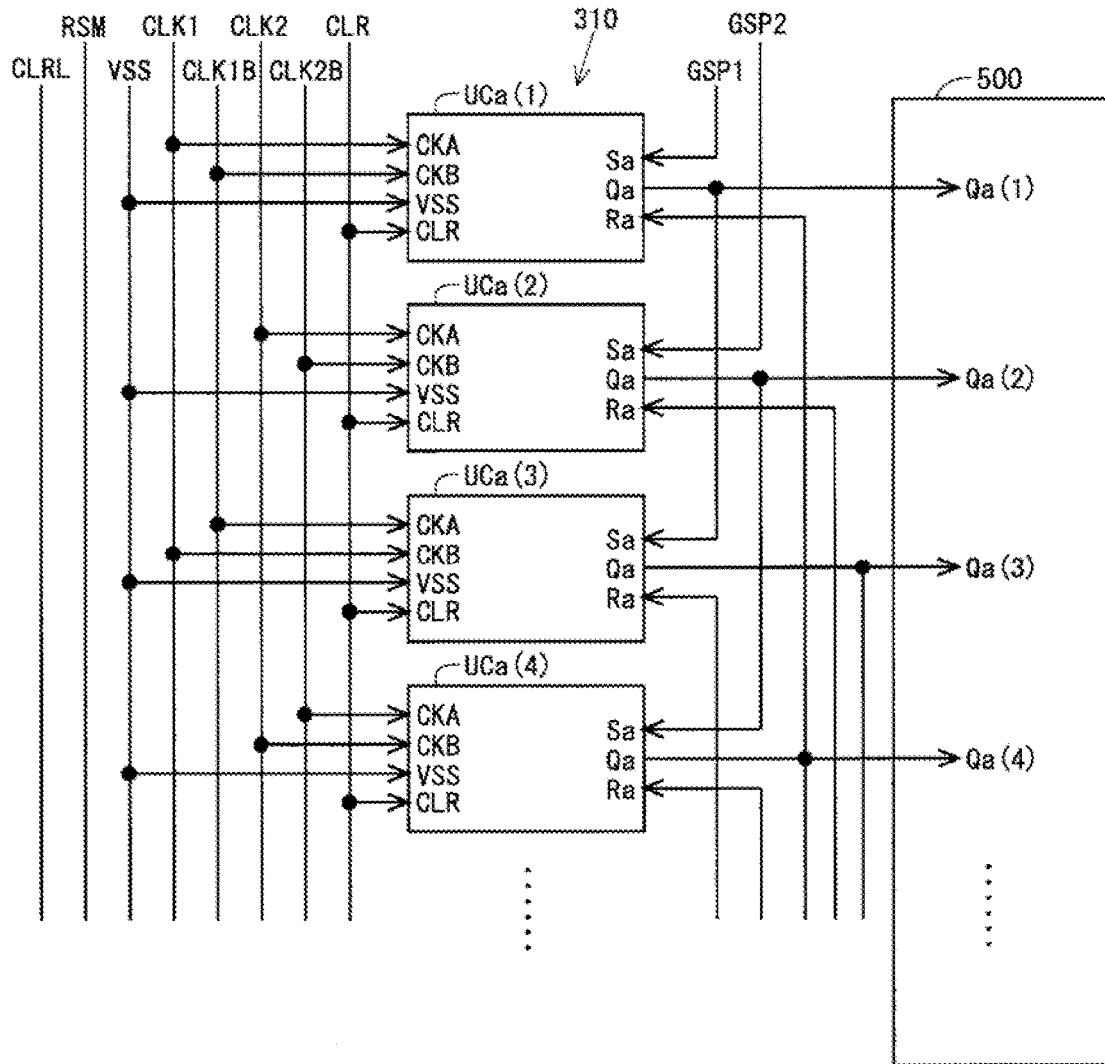 310
RSM CLK1 CLK2 CLR GSP2
CLRL VSS CLK1B CLK2B GSP1
500
UCa(1)
CKA
CKB
VSS
CLR
Sa
Qa
Ra
Qa(1)
UCa(2)
CKA
CKB
VSS
CLR
Sa
Qa
Ra
Qa(2)
UCa(3)
CKA
CKB
VSS
CLR
Sa
Qa
Ra
Qa(3)
UCa(4)
CKA
CKB
VSS
CLR
Sa
Qa
Ra
Qa(4)